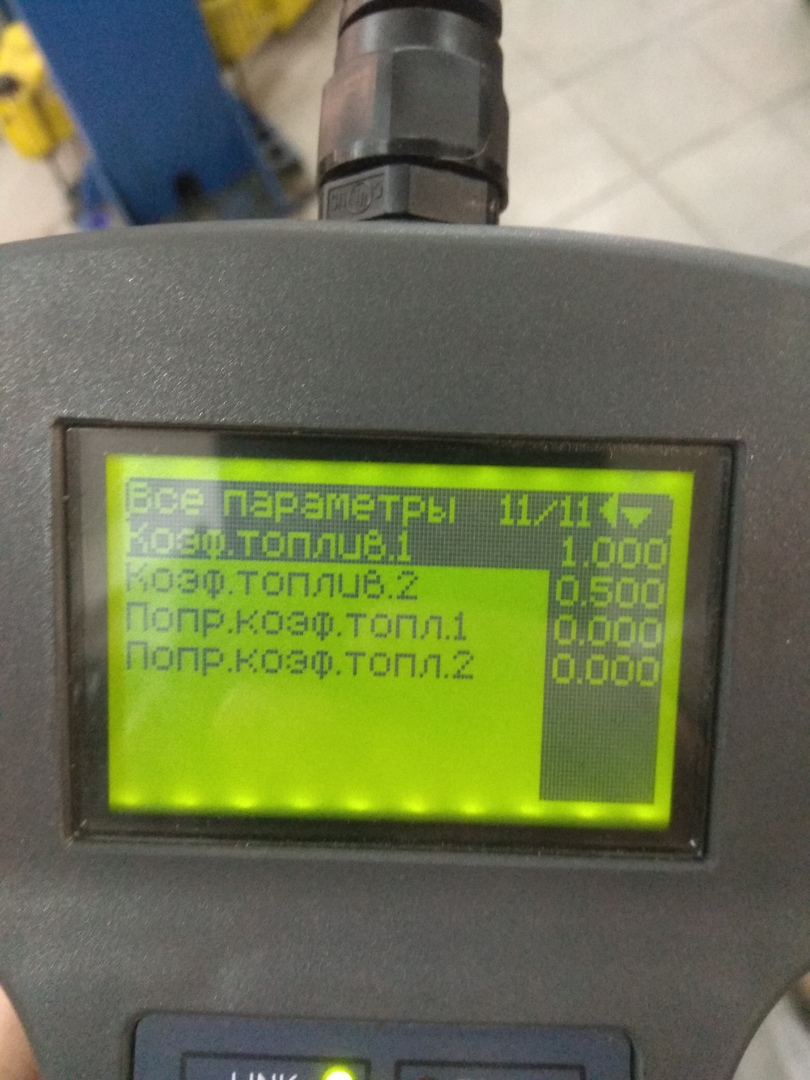 Все параметры 11/11
Коэф.топлив.1 1.000
Коэф.топлив.2 0.500
Попр.коэф.топл.1 0.000
Попр.коэф.топл.2 0.000
LINK